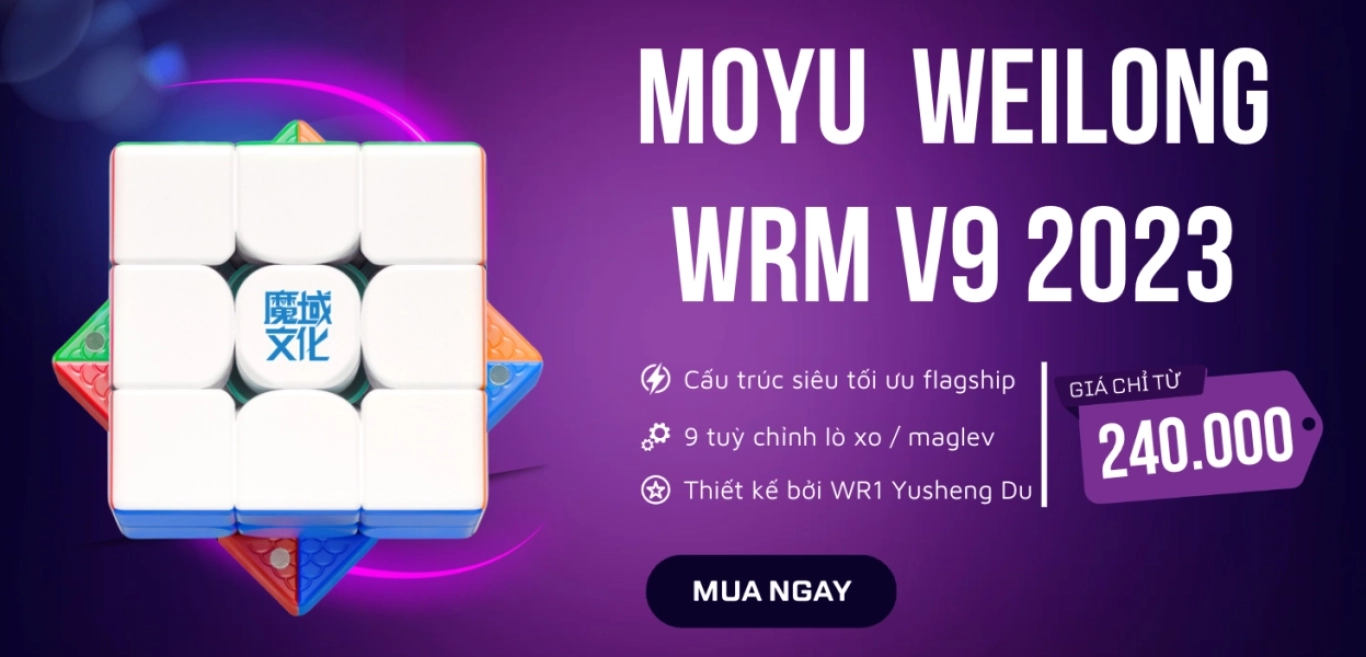 魔域
文化
MOYU WEILONG
WRM V9 2023
Cấu trúc siêu tối ưu flagship
9 tuỳ chỉnh lò xo / maglev
Thiết kế bởi WR1 Yusheng Du
GIÁ CHỈ TỪ
240.000
MUA NGAY